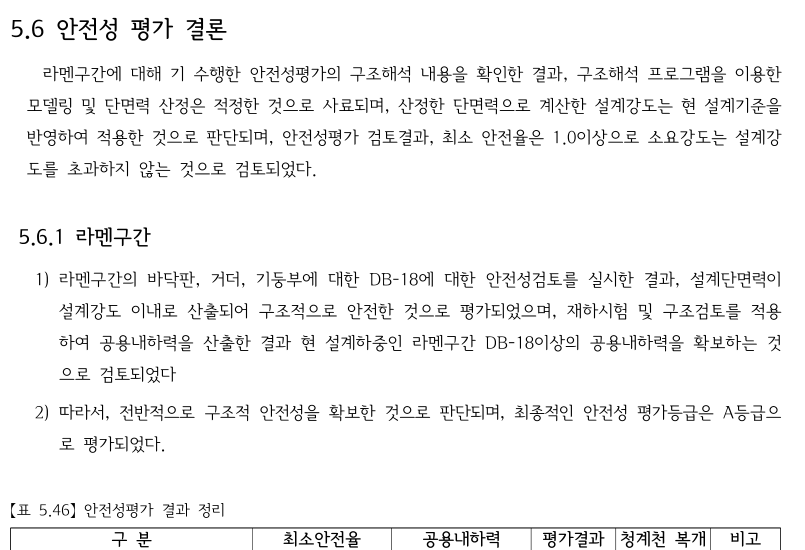 5.6 안전성 평가 결론
라멘구간에 대해 기 수행한 안전성평가의 구조해석 내용을 확인한 결과, 구조해석 프로그램을 이용한
모델링 및 단면력 산정은 적정한 것으로 사료되며, 산정한 단면력으로 계산한 설계강도는 현 설계기준을
반영하여 적용한 것으로 판단되며, 안전성평가 검토결과, 최소 안전율은 1.0이상으로 소요강도는 설계강
도를 초과하지 않는 것으로 검토되었다.
5.6.1 라멘구간
1) 라멘구간의 바닥판, 거더, 기둥부에 대한 DB-18에 대한 안전성검토를 실시한 결과, 설계단면력이
설계강도 이내로 산출되어 구조적으로 안전한 것으로 평가되었으며, 재하시험 및 구조검토를 적용
하여 공용내하력을 산출한 결과 현 설계하중인 라멘구간 DB-18이상의 공용내하력을 확보하는 것
으로 검토되었다
2) 따라서, 전반적으로 구조적 안전성을 확보한 것으로 판단되며, 최종적인 안전성 평가등급은 A등급으
로 평가되었다.
【표 5.46】 안전성평가 결과 정리
구 분 최소안전율 공용내하력 평가결과 청계천 복개 비고